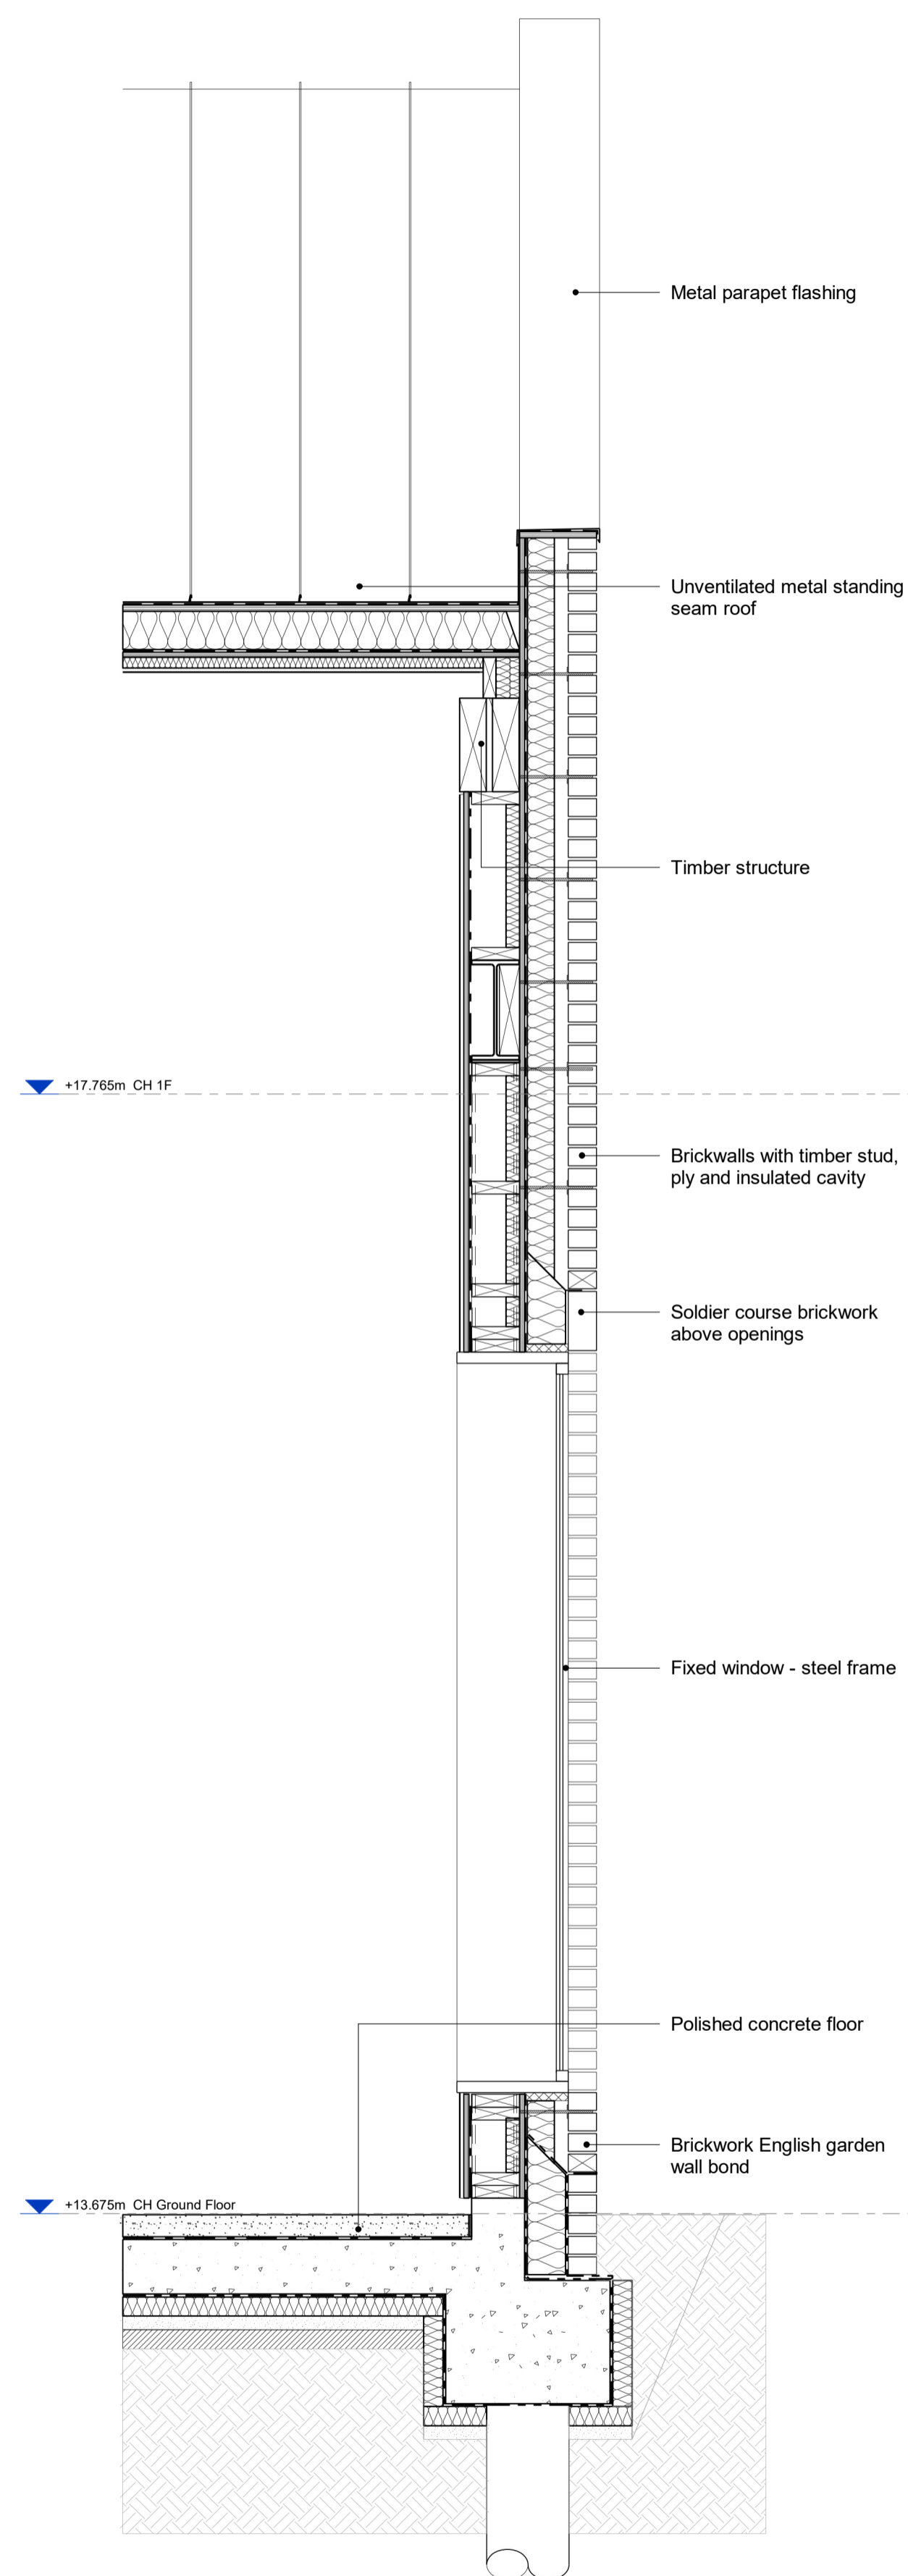 Metal parapet flashing
Unventilated metal standing
seam roof
Timber structure
+17.765m CH 1F
Brickwalls with timber stud,
ply and insulated cavity
Soldier course brickwork
above openings
Fixed window - steel frame
Polished concrete floor
Brickwork English garden
wall bond
+13.675m CH Ground Floor